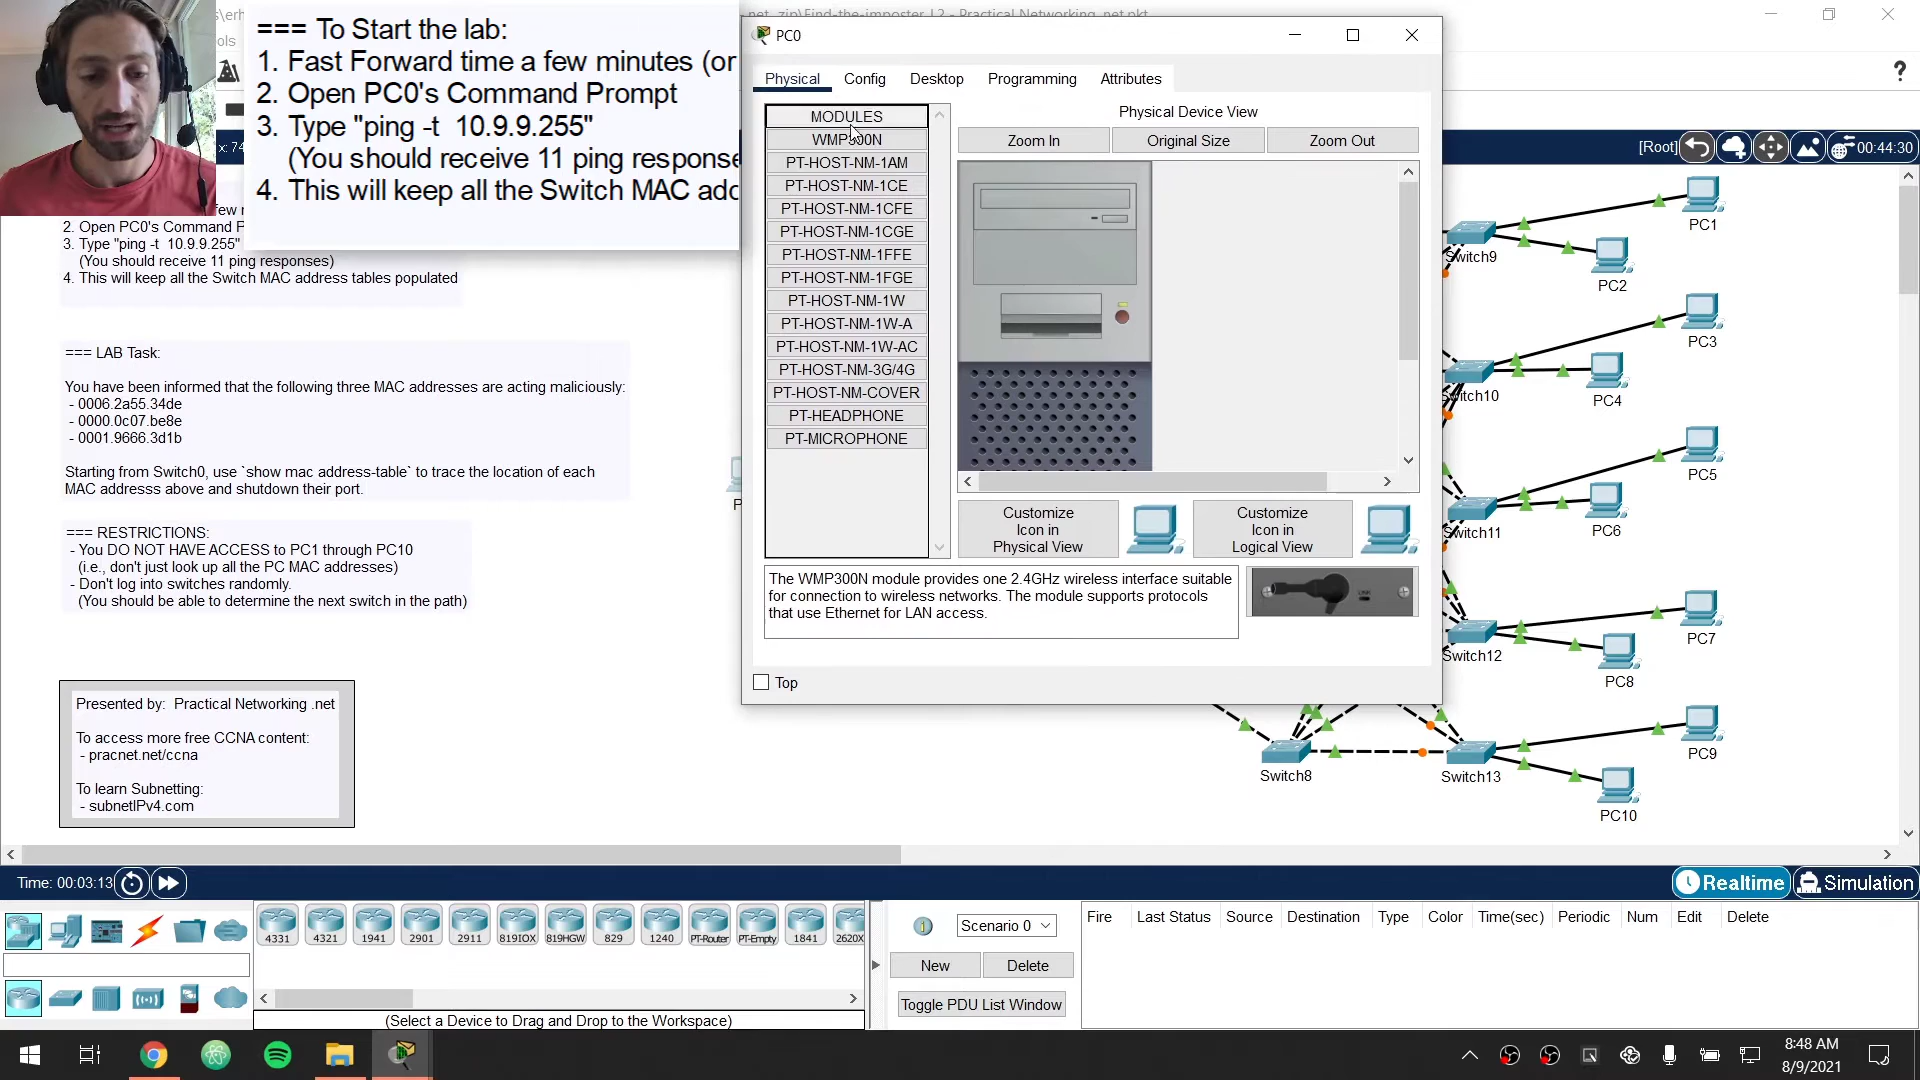 === To Start the lab:
1. Fast Forward time a few minutes (or
2. Open PC0's Command Prompt
3. Type "ping -t  10.9.9.255"
(You should receive 11 ping response
4. This will keep all the Switch MAC add
net .zip\Find-the-imposter L2 - Practical Networking .net.pkt
PC0
Physical
Config
Desktop
Programming
Attributes
MODULES
WMP300N
PT-HOST-NM-1AM
PT-HOST-NM-1CE
PT-HOST-NM-1CFE
PT-HOST-NM-1CGE
PT-HOST-NM-1FFE
PT-HOST-NM-1FGE
PT-HOST-NM-1W
PT-HOST-NM-1W-A
PT-HOST-NM-1W-AC
PT-HOST-NM-3G/4G
PT-HOST-NM-COVER
PT-HEADPHONE
PT-MICROPHONE
Physical Device View
Zoom In
Original Size
Zoom Out
Customize
Icon in
Physical View
Customize
Icon in
Logical View
The WMP300N module provides one 2.4GHz wireless interface suitable
for connection to wireless networks. The module supports protocols
that use Ethernet for LAN access.
Top
x: 74
[Root]
00:44:30
2. Open PC0's Command P
3. Type "ping -t  10.9.9.255"
(You should receive 11 ping responses)
4. This will keep all the Switch MAC address tables populated
=== LAB Task:
You have been informed that the following three MAC addresses are acting maliciously:
- 0006.2a55.34de
- 0000.0c07.be8e
- 0001.9666.3d1b
Starting from Switch0, use `show mac address-table` to trace the location of each
MAC addresss above and shutdown their port.
=== RESTRICTIONS:
- You DO NOT HAVE ACCESS to PC1 through PC10
(i.e., don't just look up all the PC MAC addresses)
- Don't log into switches randomly.
(You should be able to determine the next switch in the path)
Presented by:  Practical Networking .net
To access more free CCNA content:
- pracnet.net/ccna
To learn Subnetting:
- subnetIPv4.com
PC1
Switch9
PC2
PC3
Switch10
PC4
PC5
Switch11
PC6
PC7
Switch12
PC8
PC9
Switch8
Switch13
PC10
Time: 00:03:13
Realtime
Simulation
4331
4321
1941
2901
2911
819IOX
819HGW
829
1240
PT-Router
PT-Empty
1841
2620X
(Select a Device to Drag and Drop to the Workspace)
Scenario 0
New
Delete
Toggle PDU List Window
Fire
Last Status
Source
Destination
Type
Color
Time(sec)
Periodic
Num
Edit
Delete
8:48 AM
8/9/2021